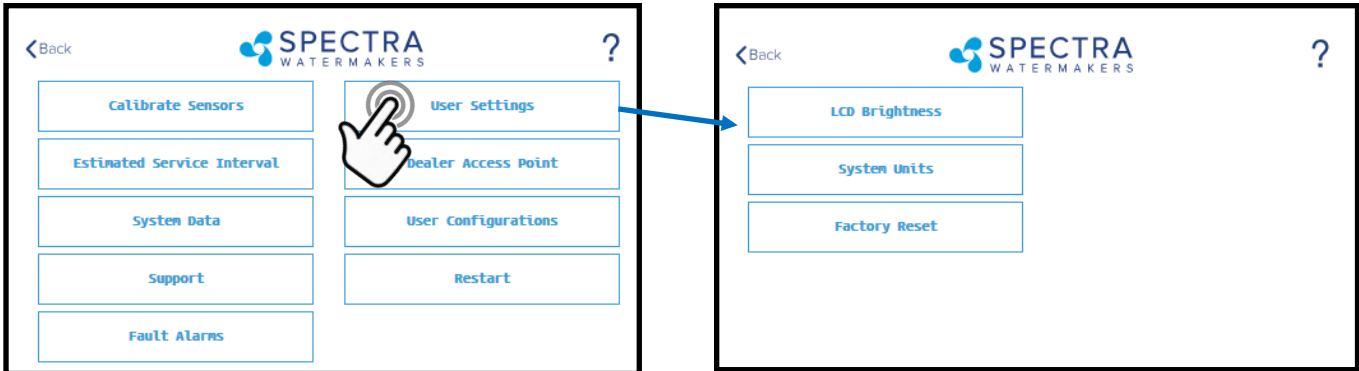 Back
SPECTRA
WATERMAKERS
?
Calibrate Sensors
User Settings
Estimated Service Interval
Dealer Access Point
System Data
User Configurations
Support
Restart
Fault Alarms
Back
SPECTRA
WATERMAKERS
?
LCD Brightness
System Units
Factory Reset